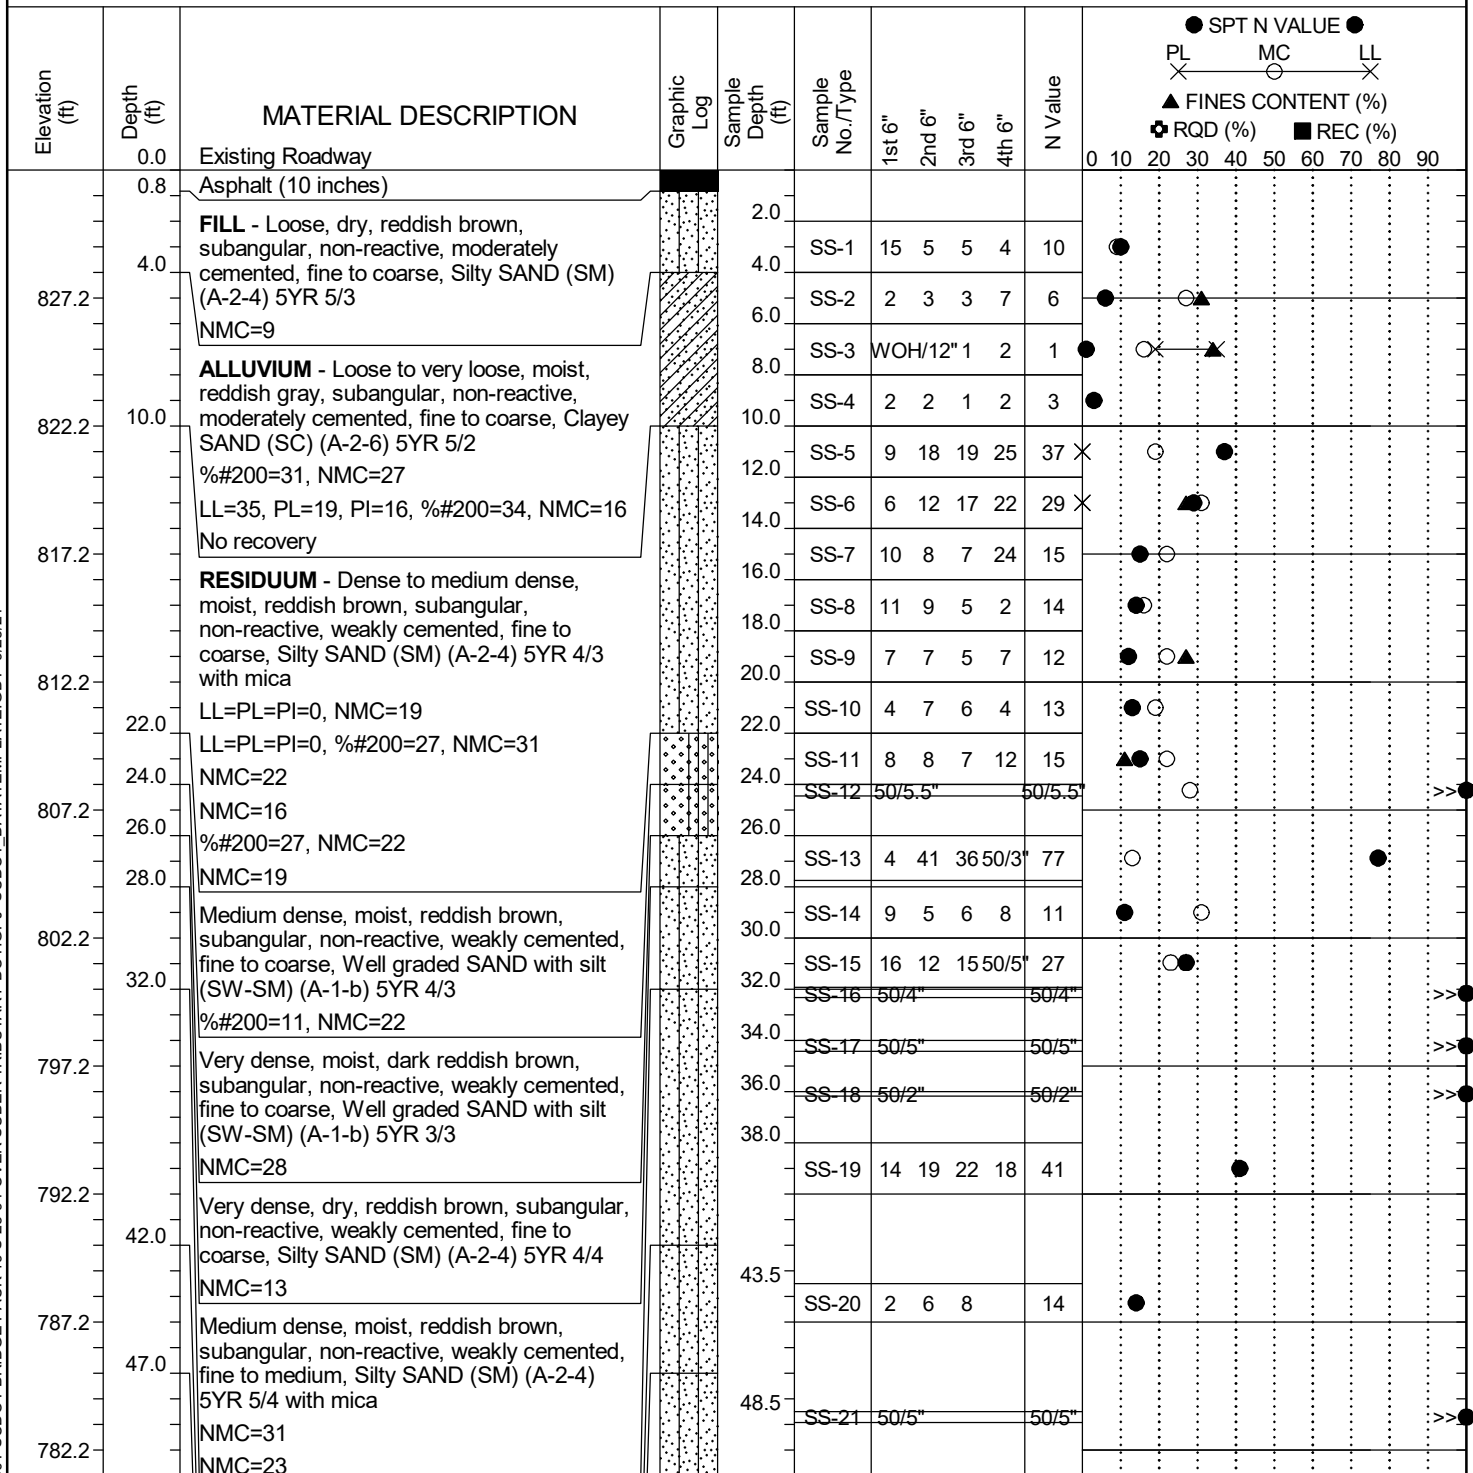 ● SPT N VALUE ●
PL MC LL
▲ FINES CONTENT (%)
RQD (%) ■ REC (%)
Elevation (ft)
Depth (ft)
MATERIAL DESCRIPTION
Graphic Log
Sample Depth (ft)
Sample No./Type
1st 6"
2nd 6"
3rd 6"
4th 6"
N Value
0 10 20 30 40 50 60 70 80 90
0.0 Existing Roadway
0.8 Asphalt (10 inches)
FILL - Loose, dry, reddish brown,
subangular, non-reactive, moderately
cemented, fine to coarse, Silty SAND (SM)
(A-2-4) 5YR 5/3
NMC=9
4.0
ALLUVIUM - Loose to very loose, moist,
reddish gray, subangular, non-reactive,
moderately cemented, fine to coarse, Clayey
SAND (SC) (A-2-6) 5YR 5/2
%#200=31, NMC=27
LL=35, PL=19, PI=16, %#200=34, NMC=16
No recovery
10.0
RESIDUUM - Dense to medium dense,
moist, reddish brown, subangular,
non-reactive, weakly cemented, fine to
coarse, Silty SAND (SM) (A-2-4) 5YR 4/3
with mica
LL=PL=PI=0, NMC=19
LL=PL=PI=0, %#200=27, NMC=31
NMC=22
NMC=16
%#200=27, NMC=22
NMC=19
22.0
24.0
26.0
28.0
Medium dense, moist, reddish brown,
subangular, non-reactive, weakly cemented,
fine to coarse, Well graded SAND with silt
(SW-SM) (A-1-b) 5YR 4/3
%#200=11, NMC=22
32.0
Very dense, moist, dark reddish brown,
subangular, non-reactive, weakly cemented,
fine to coarse, Well graded SAND with silt
(SW-SM) (A-1-b) 5YR 3/3
NMC=28
Very dense, dry, reddish brown, subangular,
non-reactive, weakly cemented, fine to
coarse, Silty SAND (SM) (A-2-4) 5YR 4/4
NMC=13
42.0
Medium dense, moist, reddish brown,
subangular, non-reactive, weakly cemented,
fine to medium, Silty SAND (SM) (A-2-4)
5YR 5/4 with mica
NMC=31
NMC=23
47.0
827.2
822.2
817.2
812.2
807.2
802.2
797.2
792.2
787.2
782.2
2.0
SS-1 15 5 5 4 10
4.0
SS-2 2 3 3 7 6
6.0
SS-3 WOH/12" 1 2 1
8.0
SS-4 2 2 1 2 3
10.0
SS-5 9 18 19 25 37
12.0
SS-6 6 12 17 22 29
14.0
SS-7 10 8 7 24 15
16.0
SS-8 11 9 5 2 14
18.0
SS-9 7 7 5 7 12
20.0
SS-10 4 7 6 4 13
22.0
SS-11 8 8 7 12 15
24.0
SS-12 50/5.5" 50/5.5" >>
26.0
SS-13 4 41 36 50/3" 77
28.0
SS-14 9 5 6 8 11
30.0
SS-15 16 12 15 50/5" 27
32.0
SS-16 50/4" 50/4" >>
34.0
SS-17 50/5" 50/5" >>
36.0
SS-18 50/2" 50/2" >>
38.0
SS-19 14 19 22 18 41
43.5
SS-20 2 6 8 14
48.5
SS-21 50/5" 50/5" >>